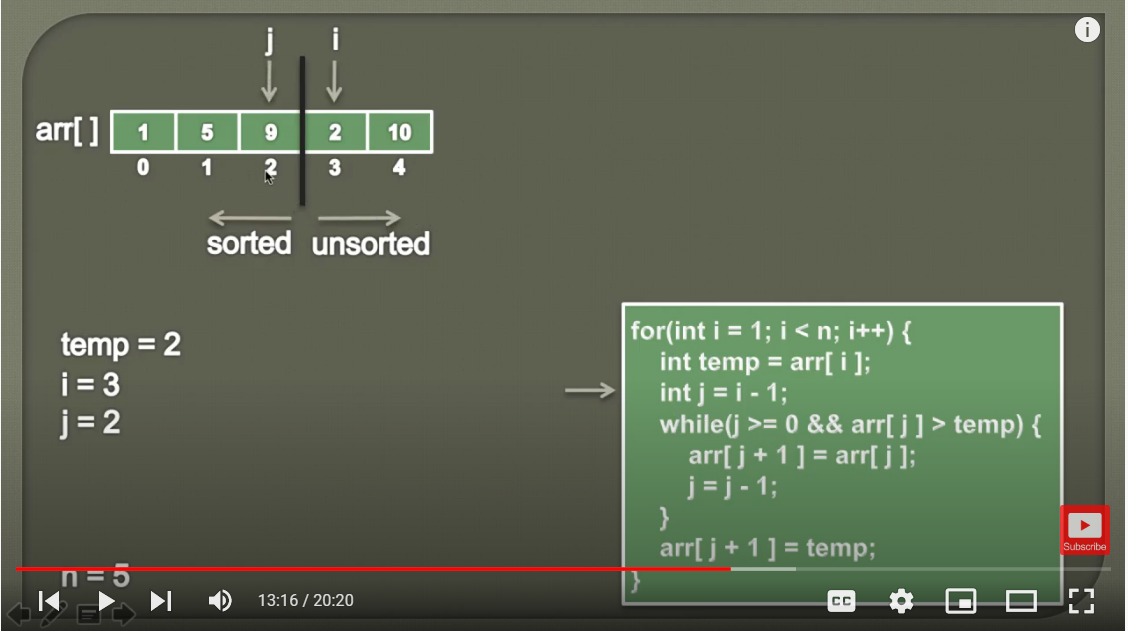 j i
arr[ ] 1 5 9 2 10
0 1 2 3 4
sorted unsorted
temp = 2
i = 3
j = 2
n = 5
for(int i = 1; i < n; i++) {
int temp = arr[ i ];
int j = i - 1;
while(j >= 0 && arr[ j ] > temp) {
arr[ j + 1 ] = arr[ j ];
j = j - 1;
}
arr[ j + 1 ] = temp;
}
Subscribe
13:16 / 20:20
CC